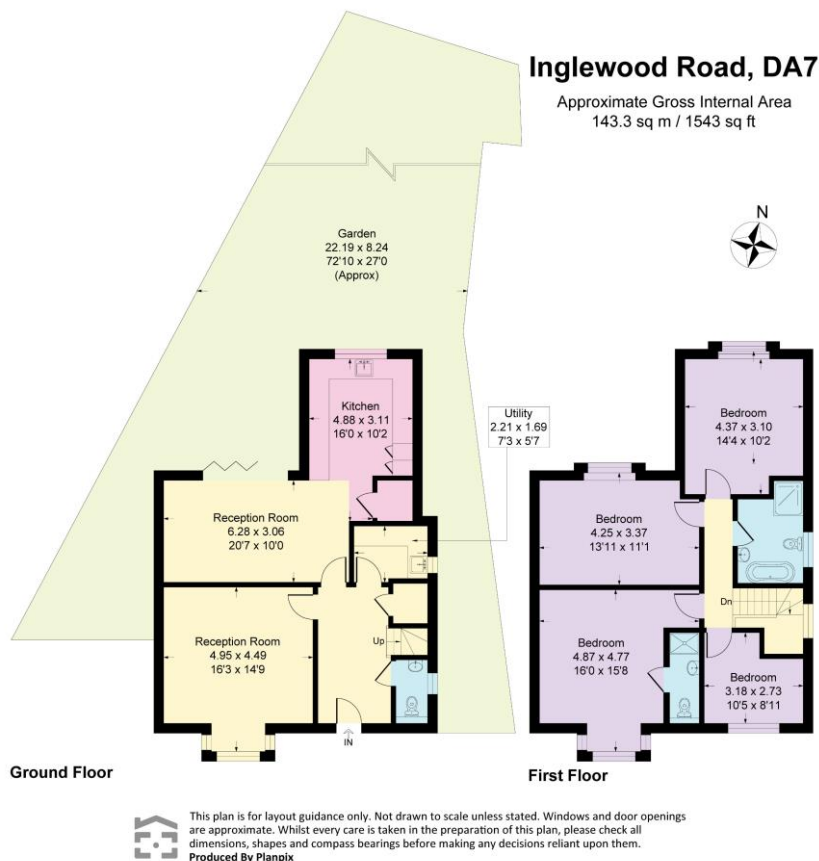 Inglewood Road, DA7
Approximate Gross Internal Area
143.3 sq m / 1543 sq ft
N
Garden
22.19 x 8.24
72'10 x 27'0
(Approx)
Kitchen
4.88 x 3.11
16'0 x 10'2
Utility
2.21 x 1.69
7'3 x 5'7
Reception Room
6.28 x 3.06
20'7 x 10'0
Reception Room
4.95 x 4.49
16'3 x 14'9
Up
IN
Ground Floor
Bedroom
4.37 x 3.10
14'4 x 10'2
Bedroom
4.25 x 3.37
13'11 x 11'1
Dn
Bedroom
4.87 x 4.77
16'0 x 15'8
Bedroom
3.18 x 2.73
10'5 x 8'11
First Floor
This plan is for layout guidance only. Not drawn to scale unless stated. Windows and door openings
are approximate. Whilst every care is taken in the preparation of this plan, please check all
dimensions, shapes and compass bearings before making any decisions reliant upon them.
Produced By Planpix